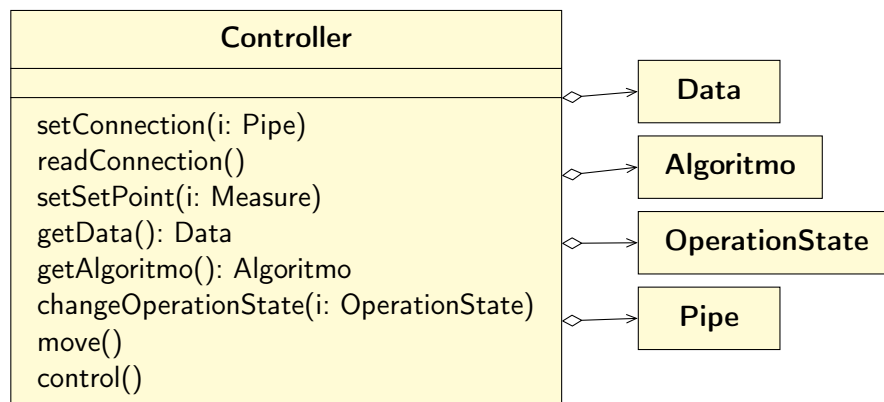 Controller
setConnection(i: Pipe)
readConnection()
setSetPoint(i: Measure)
getData(): Data
getAlgoritmo(): Algoritmo
changeOperationState(i: OperationState)
move()
control()
Data
Algoritmo
OperationState
Pipe